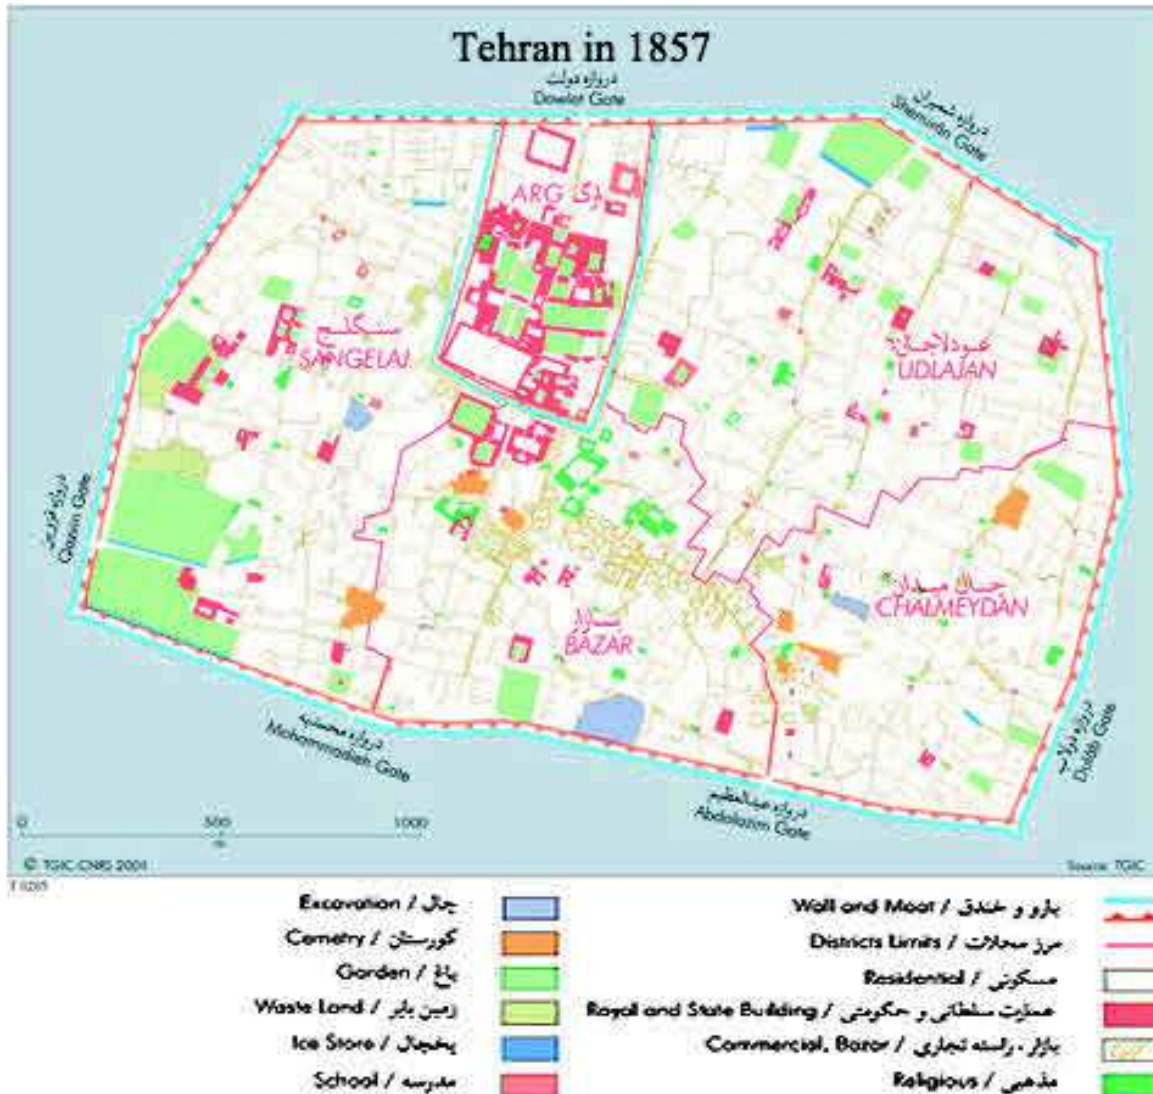 Tehran in 1857
دروازه دولت
Dowlat Gate
دروازه شمیران
Shemirân Gate
ARG ارگ
سنگلج
SANGELAJ
عودلاجان
UDLAJAN
دروازه قزوین
Qazvin Gate
چال میدان
CHALMEYDAN
بازار
BAZAR
دروازه محمدیه
Mohammadieh Gate
دروازه دولاب
Dulab Gate
دروازه عبدالعظیم
Abdolazim Gate
0 500 1000
m
© TGIC-CNRS 2004
Source: TGIC
Excavation / چال
Cemetry / گورستان
Garden / باغ
Waste Land / زمین بایر
Ice Store / یخچال
School / مدرسه
Wall and Moat / بارو و خندق
Districts Limits / مرز محلات
Residential / مسکونی
Royal and State Building / عمارت سلطنتی و حکومتی
Commercial, Bazar / بازار، راسته تجاری
Religious / مذهبی